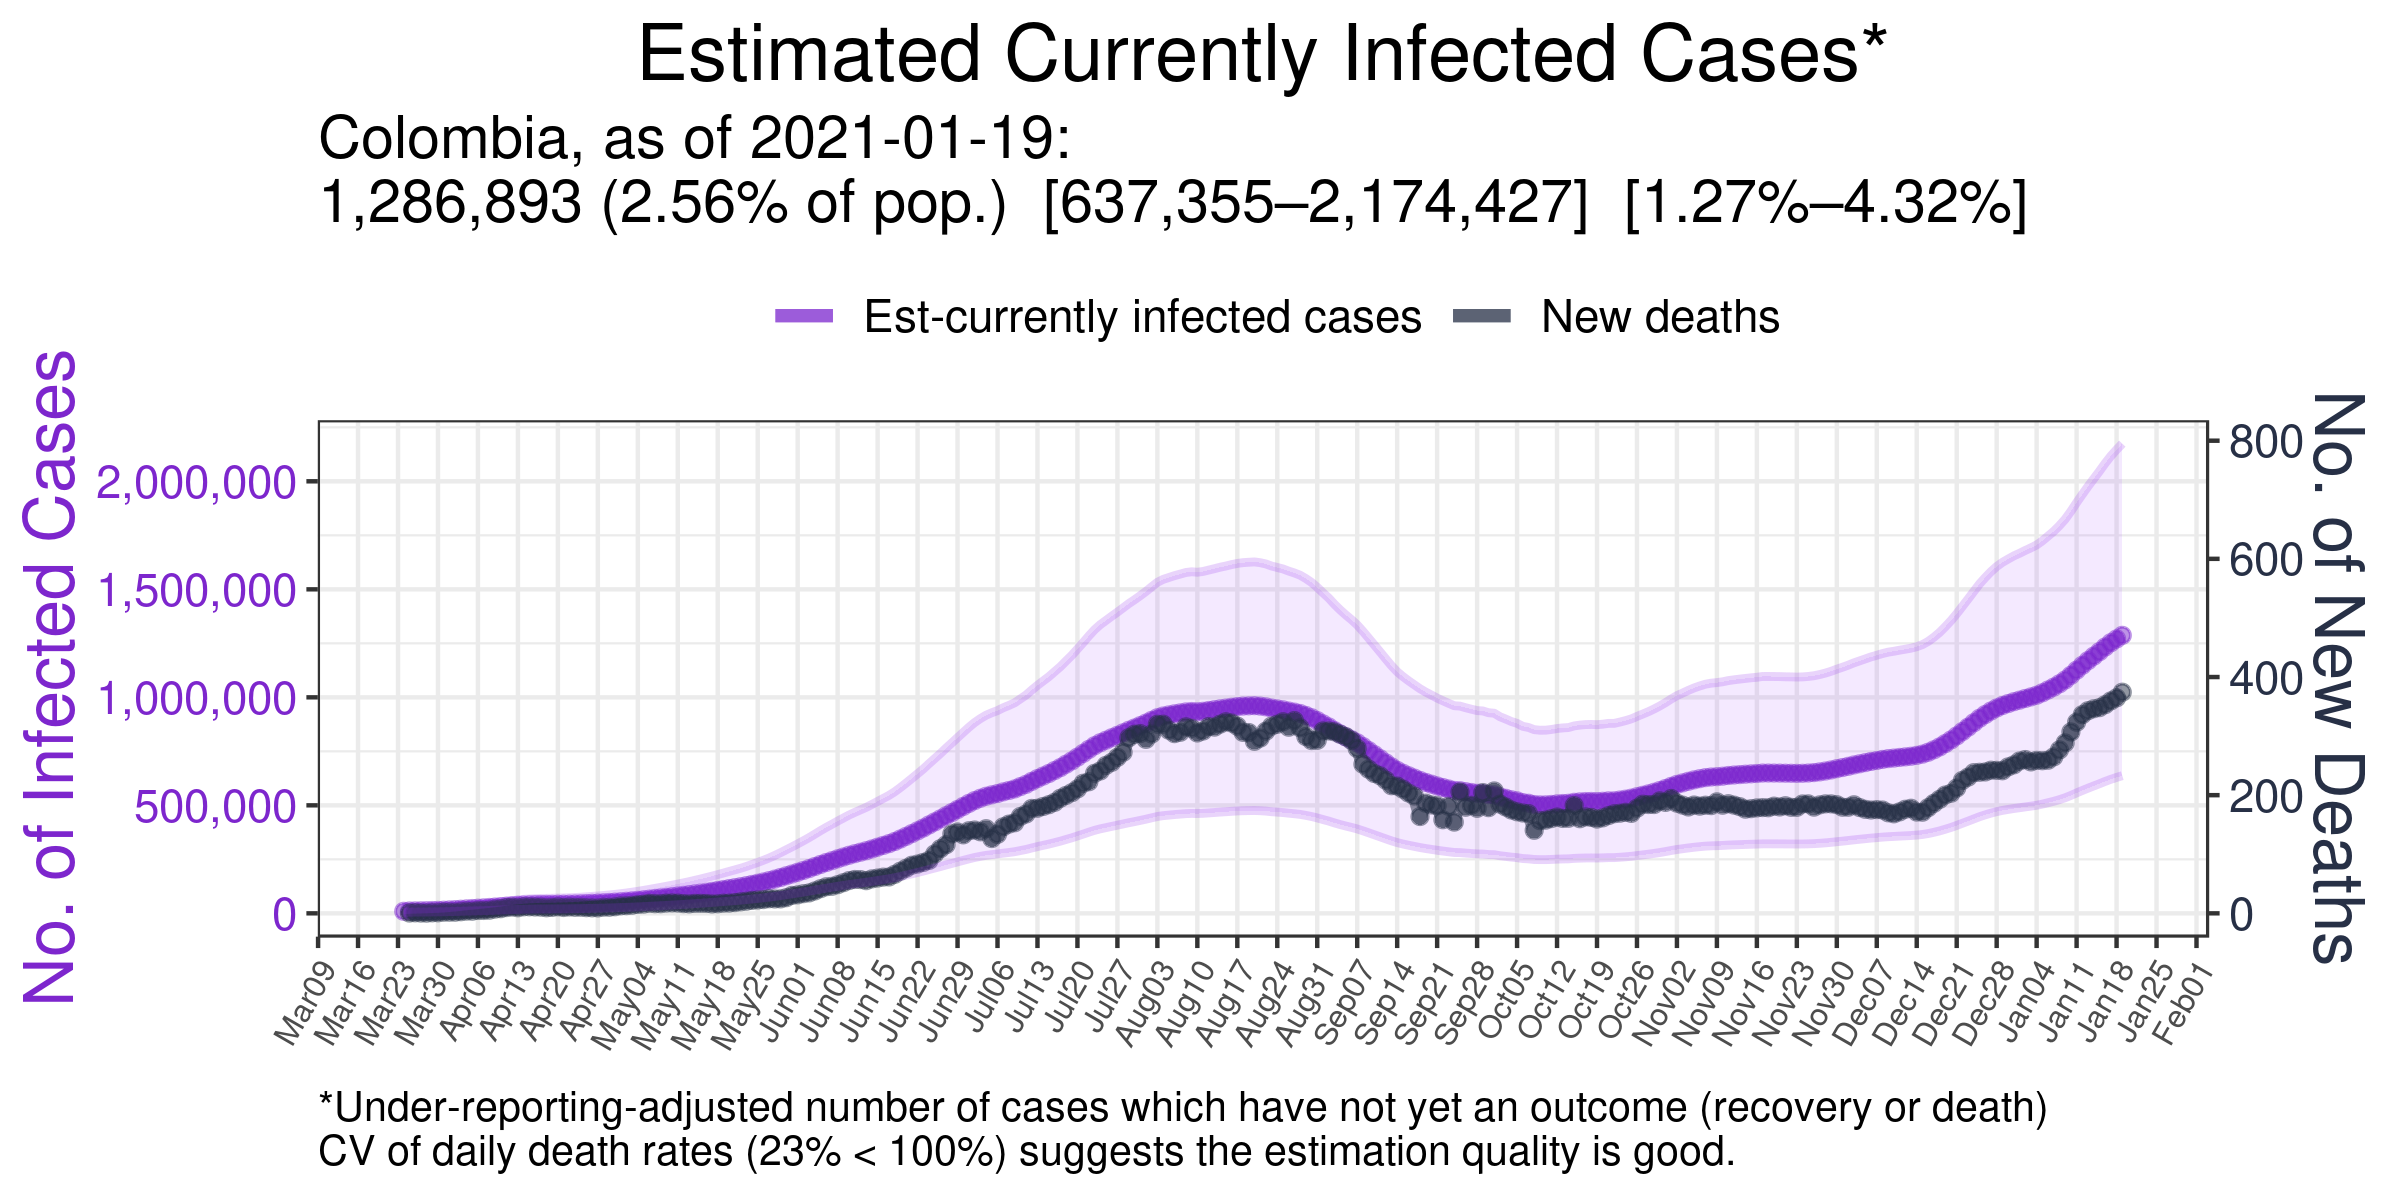 Estimated Currently Infected Cases*
Colombia, as of 2021-01-19:
1,286,893 (2.56% of pop.) [637,355–2,174,427] [1.27%–4.32%]
Est-currently infected cases
New deaths
No. of Infected Cases
2,000,000
1,500,000
1,000,000
500,000
0
800
600
400
200
0
No. of New Deaths
Mar09
Mar16
Mar23
Mar30
Apr06
Apr13
Apr20
Apr27
May04
May11
May18
May25
Jun01
Jun08
Jun15
Jun22
Jun29
Jul06
Jul13
Jul20
Jul27
Aug03
Aug10
Aug17
Aug24
Aug31
Sep07
Sep14
Sep21
Sep28
Oct05
Oct12
Oct19
Oct26
Nov02
Nov09
Nov16
Nov23
Nov30
Dec07
Dec14
Dec21
Dec28
Jan04
Jan11
Jan18
Jan25
Feb01
*Under-reporting-adjusted number of cases which have not yet an outcome (recovery or death)
CV of daily death rates (23% < 100%) suggests the estimation quality is good.